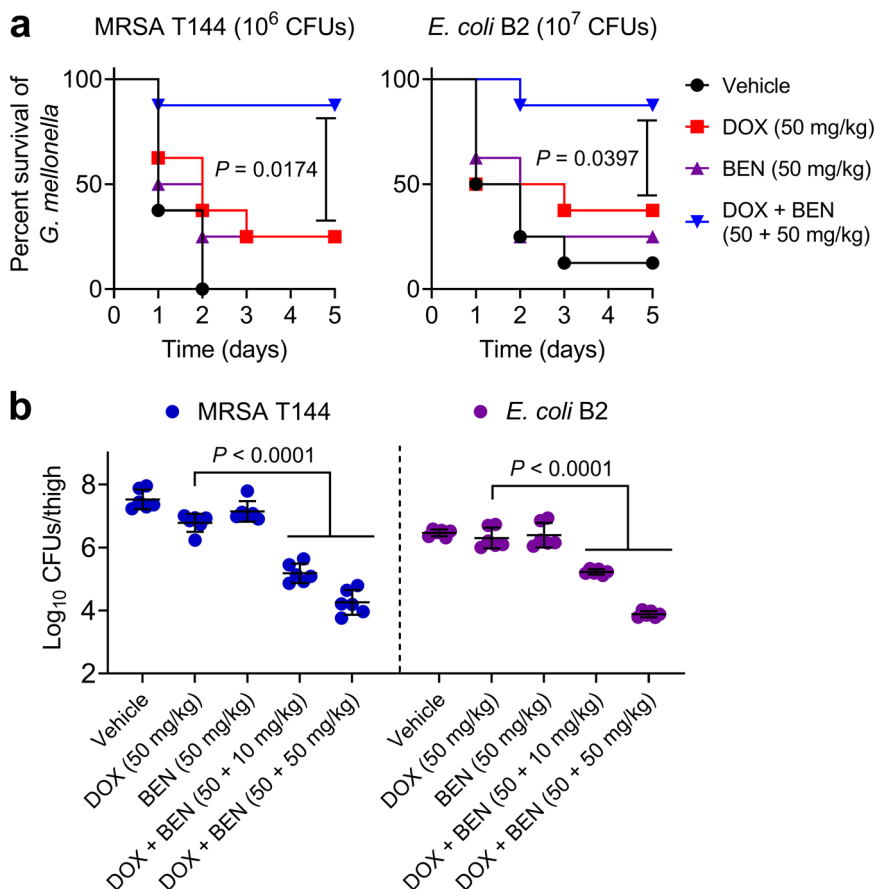 a
MRSA T144 (10⁶ CFUs)
E. coli B2 (10⁷ CFUs)
Percent survival of
G. mellonella
100
50
0
0 1 2 3 4 5
Time (days)
P = 0.0174
100
50
0
0 1 2 3 4 5
Time (days)
P = 0.0397
Vehicle
DOX (50 mg/kg)
BEN (50 mg/kg)
DOX + BEN
(50 + 50 mg/kg)
b
MRSA T144
E. coli B2
Log₁₀ CFUs/thigh
8
6
4
2
P < 0.0001
P < 0.0001
Vehicle
DOX (50 mg/kg)
BEN (50 mg/kg)
DOX + BEN (50 + 10 mg/kg)
DOX + BEN (50 + 50 mg/kg)
Vehicle
DOX (50 mg/kg)
BEN (50 mg/kg)
DOX + BEN (50 + 10 mg/kg)
DOX + BEN (50 + 50 mg/kg)